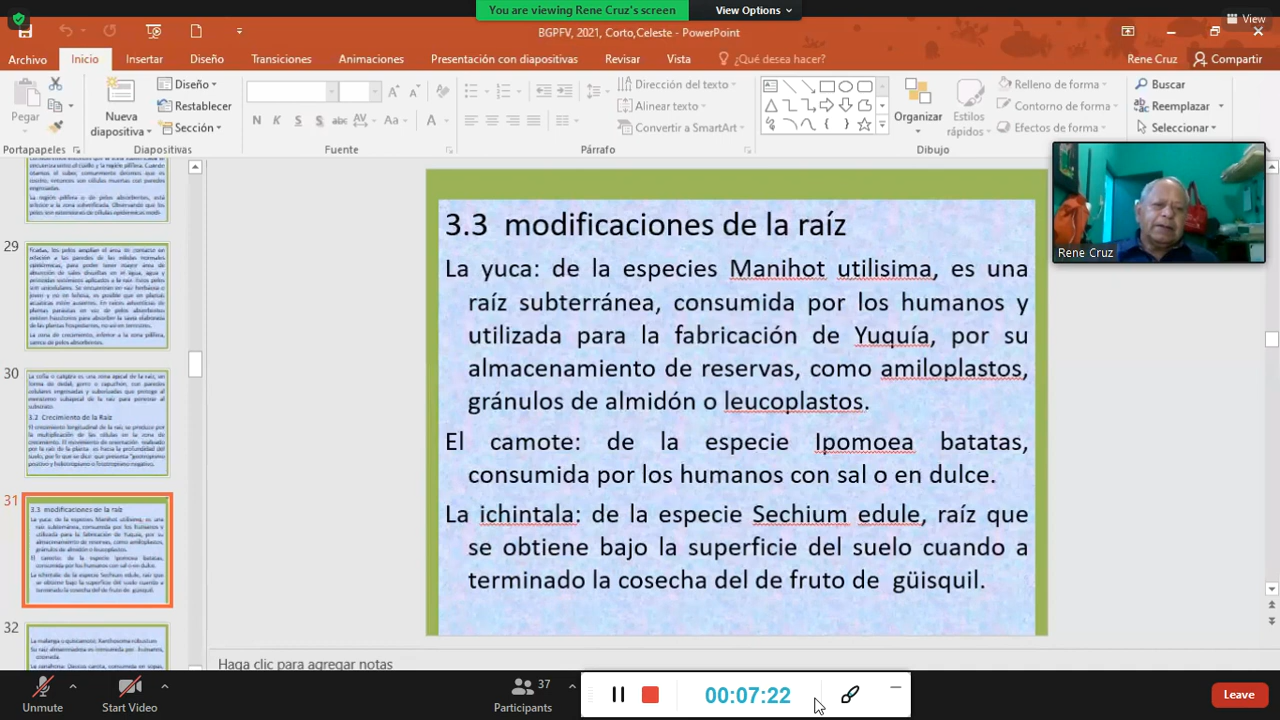 You are viewing Rene Cruz's screen
View Options
View
BGPFV, 2021, Corto,Celeste - PowerPoint
Archivo
Inicio
Insertar
Diseño
Transiciones
Animaciones
Presentación con diapositivas
Revisar
Vista
¿Qué desea hacer?
Rene Cruz
Compartir
Pegar
Nueva
diapositiva
Diseño
Restablecer
Sección
Dirección del texto
Alinear texto
Convertir a SmartArt
Organizar
Estilos
rápidos
Relleno de forma
Contorno de forma
Efectos de forma
Buscar
Reemplazar
Seleccionar
Portapapeles
Diapositivas
Fuente
Párrafo
Dibujo
29
30
3.2 Crecimiento de la Raíz
31
3.3 modificaciones de la raíz
32
3.3 modificaciones de la raíz
La yuca: de la especies Manihot utilisima, es una
raíz subterránea, consumida por los humanos y
utilizada para la fabricación de Yuquia, por su
almacenamiento de reservas, como amiloplastos,
gránulos de almidón o leucoplastos.
El camote: de la especie Ipomoea batatas,
consumida por los humanos con sal o en dulce.
La ichintala: de la especie Sechium edule, raíz que
se obtiene bajo la superficie del suelo cuando a
terminado la cosecha del de fruto de güisquil.
Rene Cruz
Haga clic para agregar notas
Unmute
Start Video
37
Participants
00:07:22
Leave